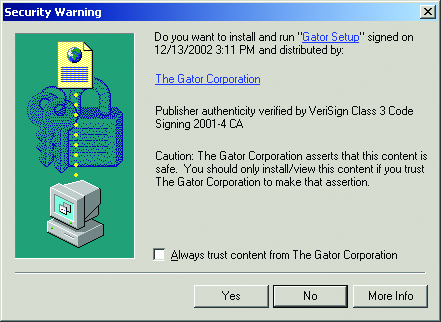 Security Warning
Do you want to install and run "Gator Setup" signed on
12/13/2002 3:11 PM and distributed by:
The Gator Corporation
Publisher authenticity verified by VeriSign Class 3 Code
Signing 2001-4 CA
Caution: The Gator Corporation asserts that this content is
safe. You should only install/view this content if you trust
The Gator Corporation to make that assertion.
Always trust content from The Gator Corporation
Yes
No
More Info